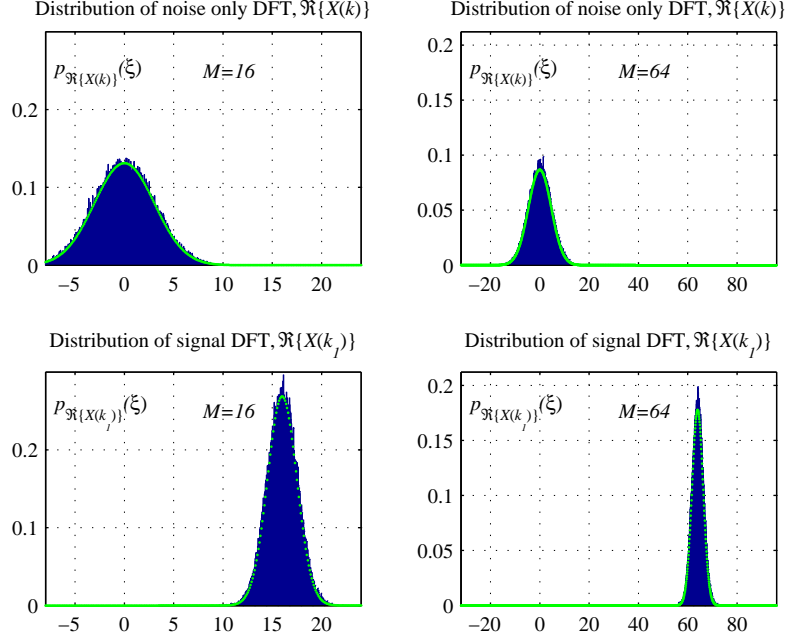 Distribution of noise only DFT, ℜ{X(k)}
p_ℜ{X(k)}(ξ)
M=16
0.2
0.1
0
−5 0 5 10 15 20
Distribution of noise only DFT, ℜ{X(k)}
p_ℜ{X(k)}(ξ)
M=64
0.2
0.15
0.1
0.05
0
−20 0 20 40 60 80
Distribution of signal DFT, ℜ{X(k_l)}
p_ℜ{X(k_l)}(ξ)
M=16
0.2
0.1
0
−5 0 5 10 15 20
Distribution of signal DFT, ℜ{X(k_l)}
p_ℜ{X(k_l)}(ξ)
M=64
0.2
0.15
0.1
0.05
0
−20 0 20 40 60 80